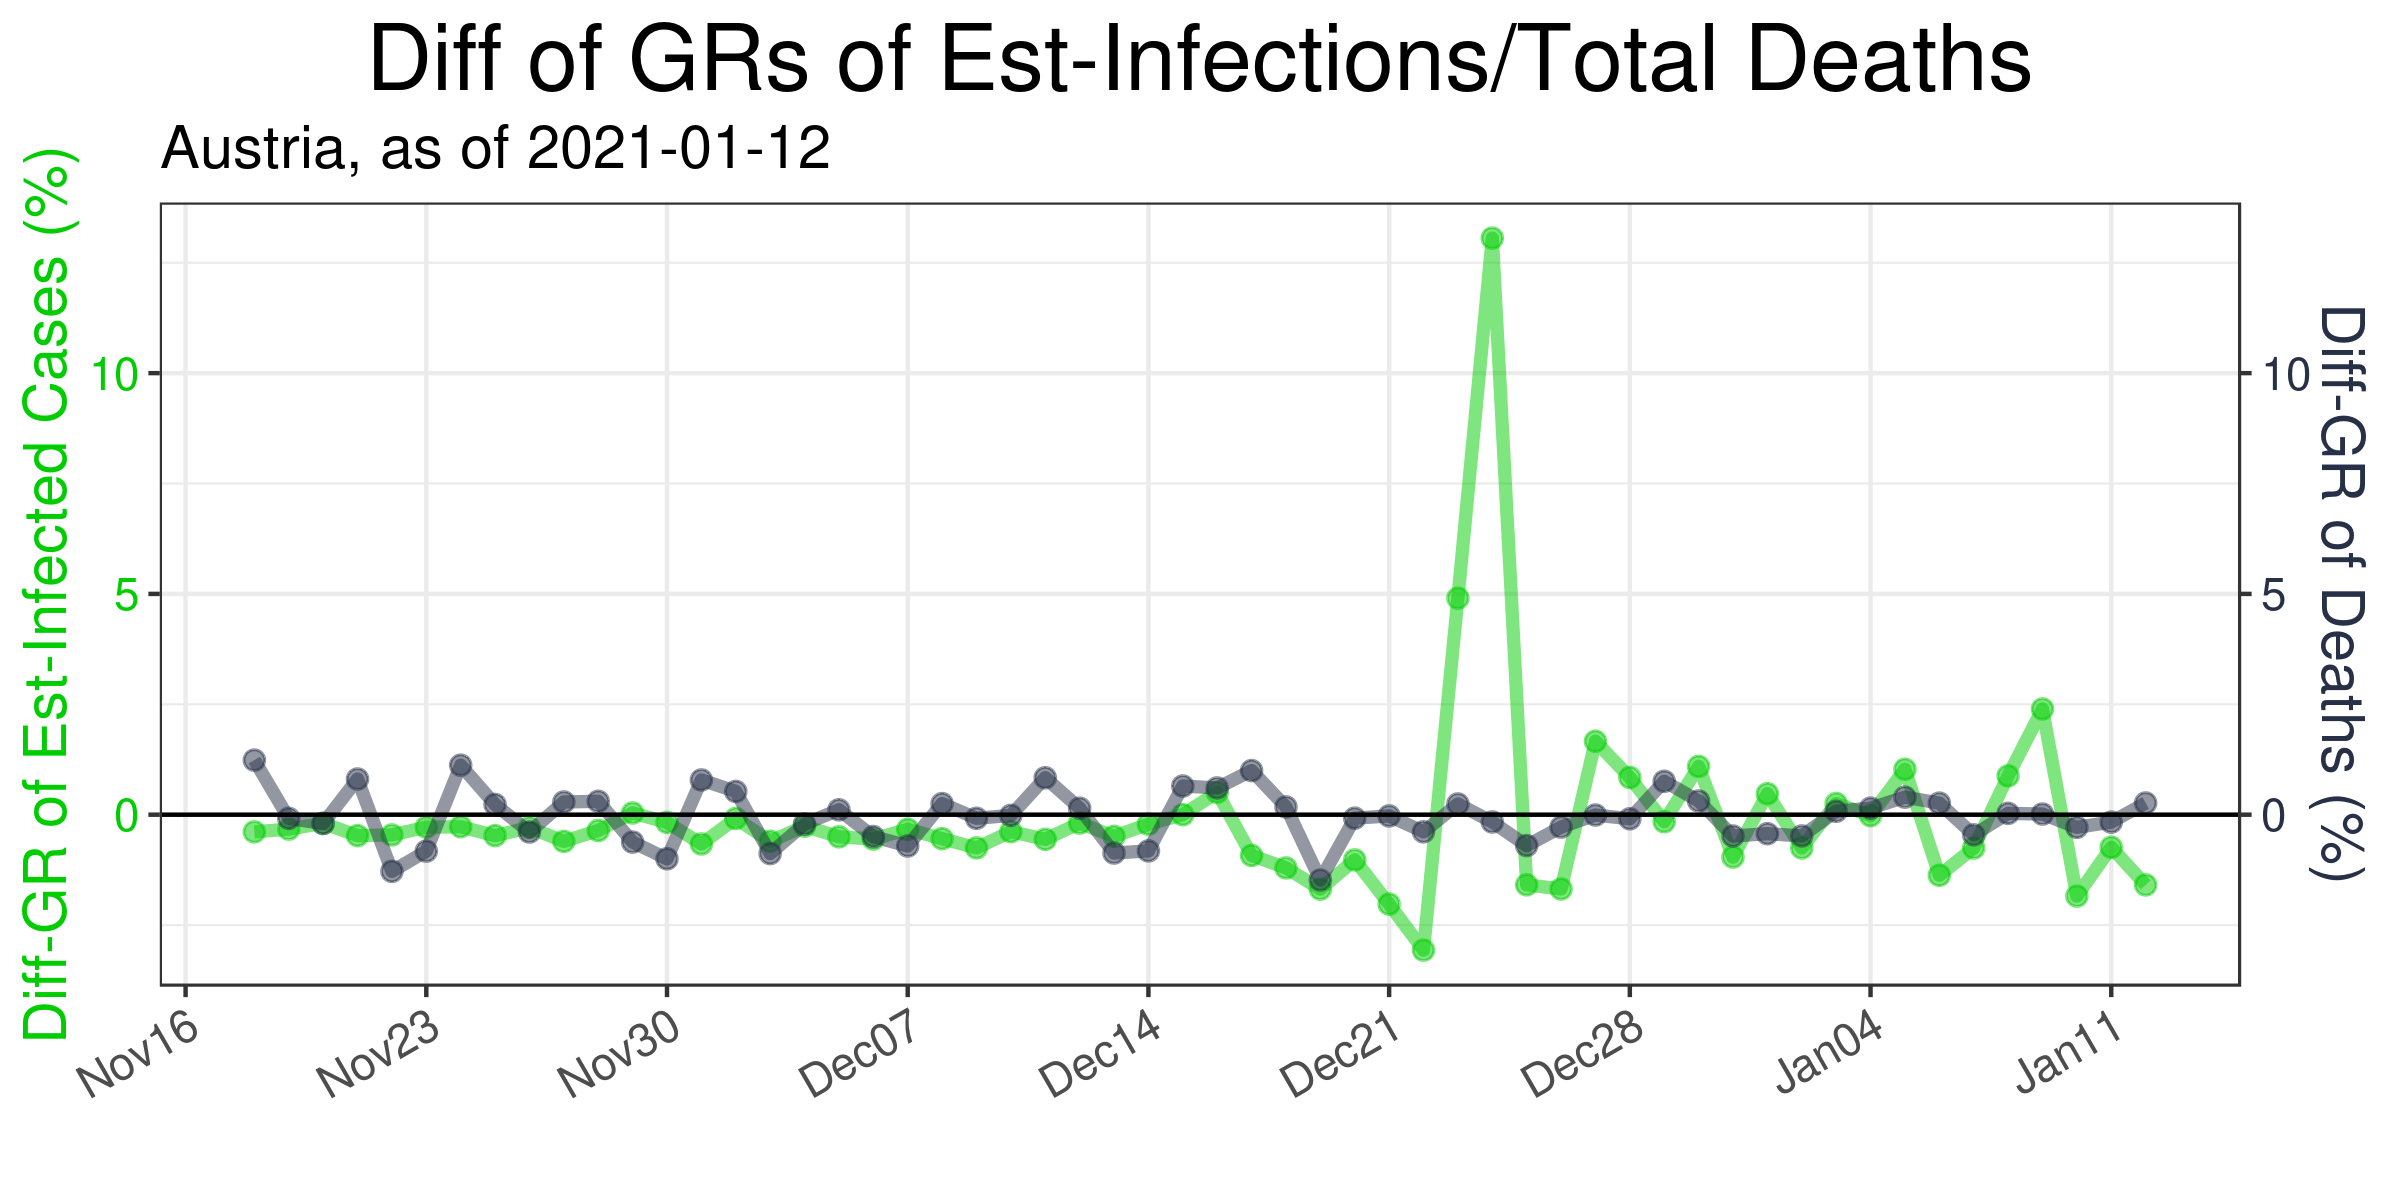 Diff of GRs of Est-Infections/Total Deaths
Austria, as of 2021-01-12
Diff-GR of Est-Infected Cases (%)
10
5
0
10
5
0
Diff-GR of Deaths (%)
Nov16
Nov23
Nov30
Dec07
Dec14
Dec21
Dec28
Jan04
Jan11